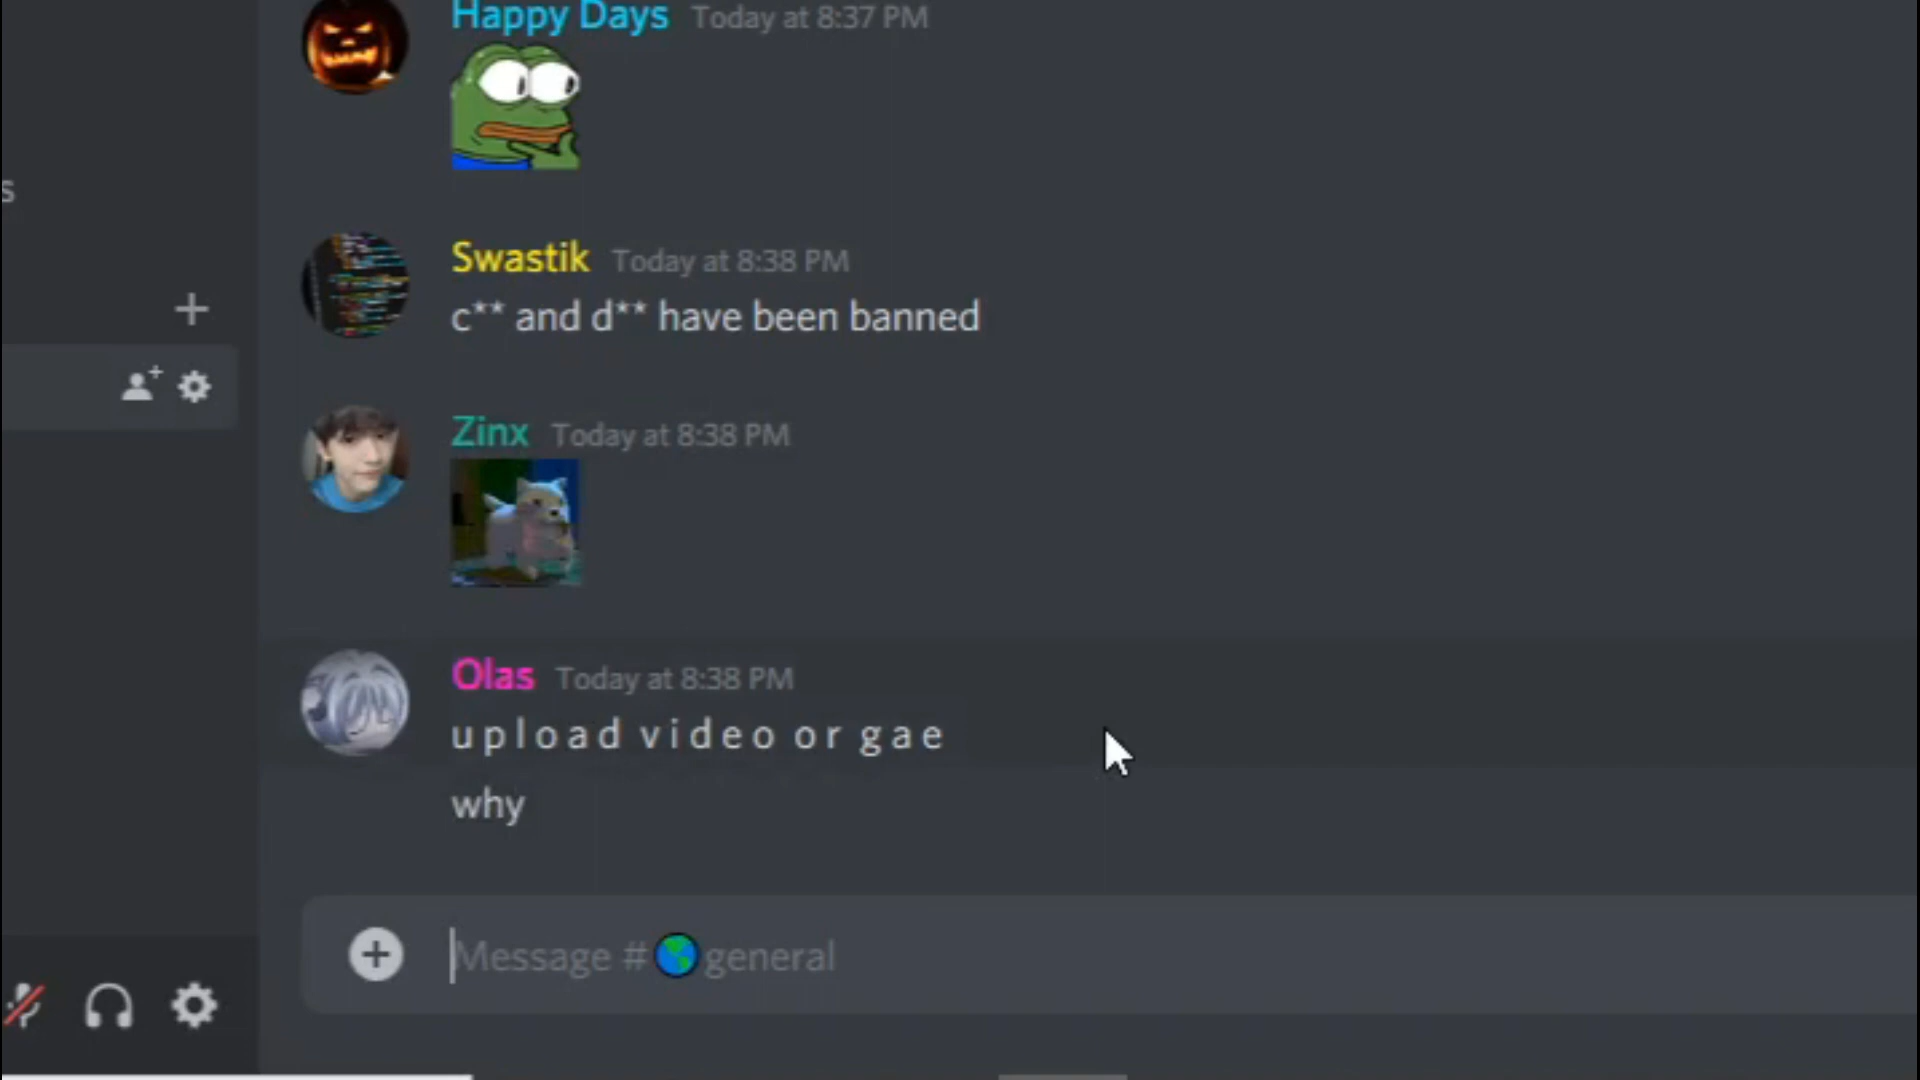 Happy Days Today at 8:37 PM
s
Swastik Today at 8:38 PM
c** and d** have been banned
Zinx Today at 8:38 PM
Olas Today at 8:38 PM
u p l o a d v i d e o o r g a e
why
Message #🌎general